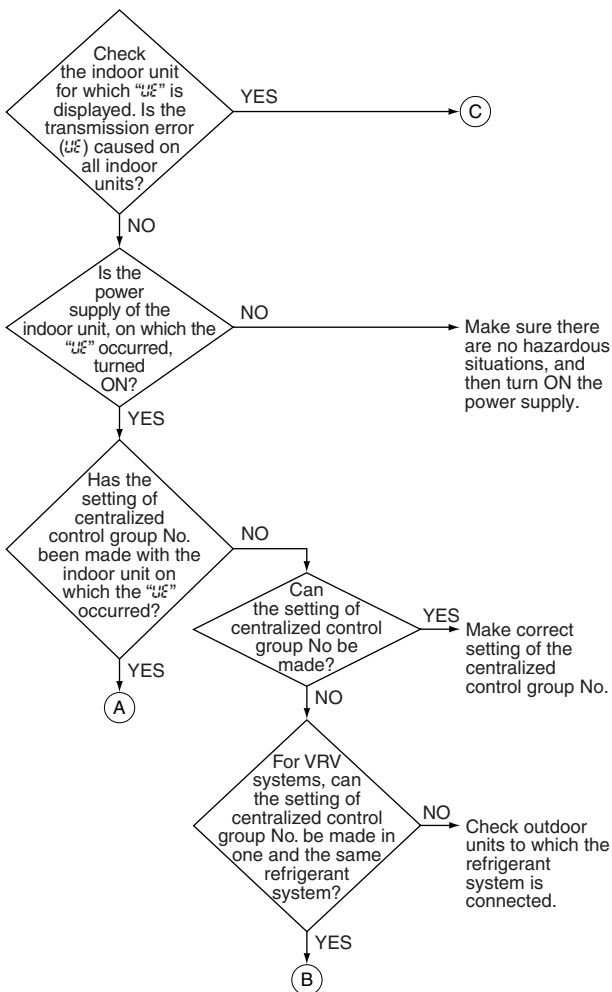 Check
the indoor unit
for which “UE” is
displayed. Is the
transmission error
(UE) caused on
all indoor
units?
YES
C
NO
Is the
power
supply of the
indoor unit, on which the
“UE” occurred,
turned
ON?
NO
Make sure there
are no hazardous
situations, and
then turn ON the
power supply.
YES
Has the
setting of
centralized
control group No.
been made with the
indoor unit on
which the “UE”
occurred?
NO
YES
A
Can
the setting of
centralized control
group No be
made?
YES
Make correct
setting of the
centralized
control group No.
NO
For VRV
systems, can
the setting of
centralized control
group No. be made in
one and the same
refrigerant
system?
NO
Check outdoor
units to which the
refrigerant
system is
connected.
YES
B